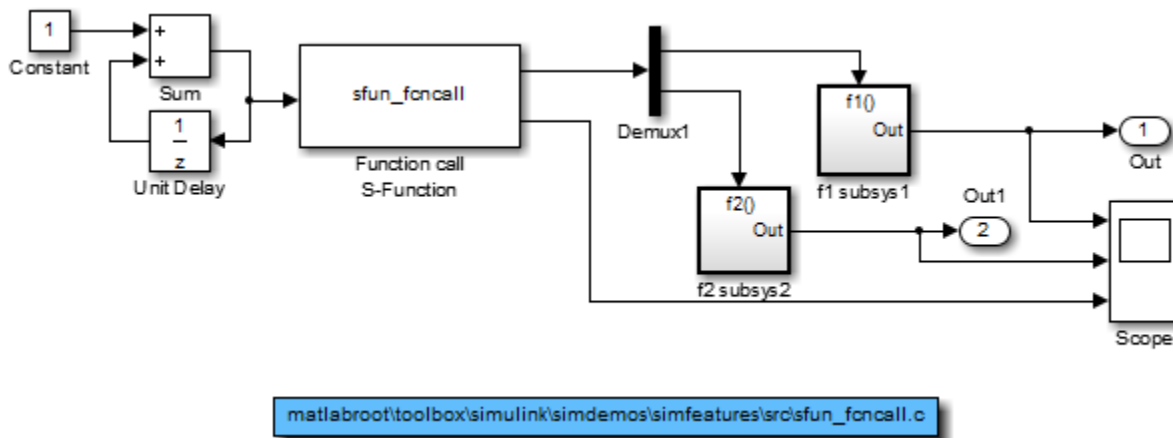 1
Constant
+
+
Sum
1
z
Unit Delay
sfun_fcncall
Function call
S-Function
Demux1
f1()
Out
f1 subsys1
f2()
Out
f2 subsys2
1
Out
Out1
2
Scope
matlabroot\toolbox\simulink\simdemos\simfeatures\src\sfun_fcncall.c